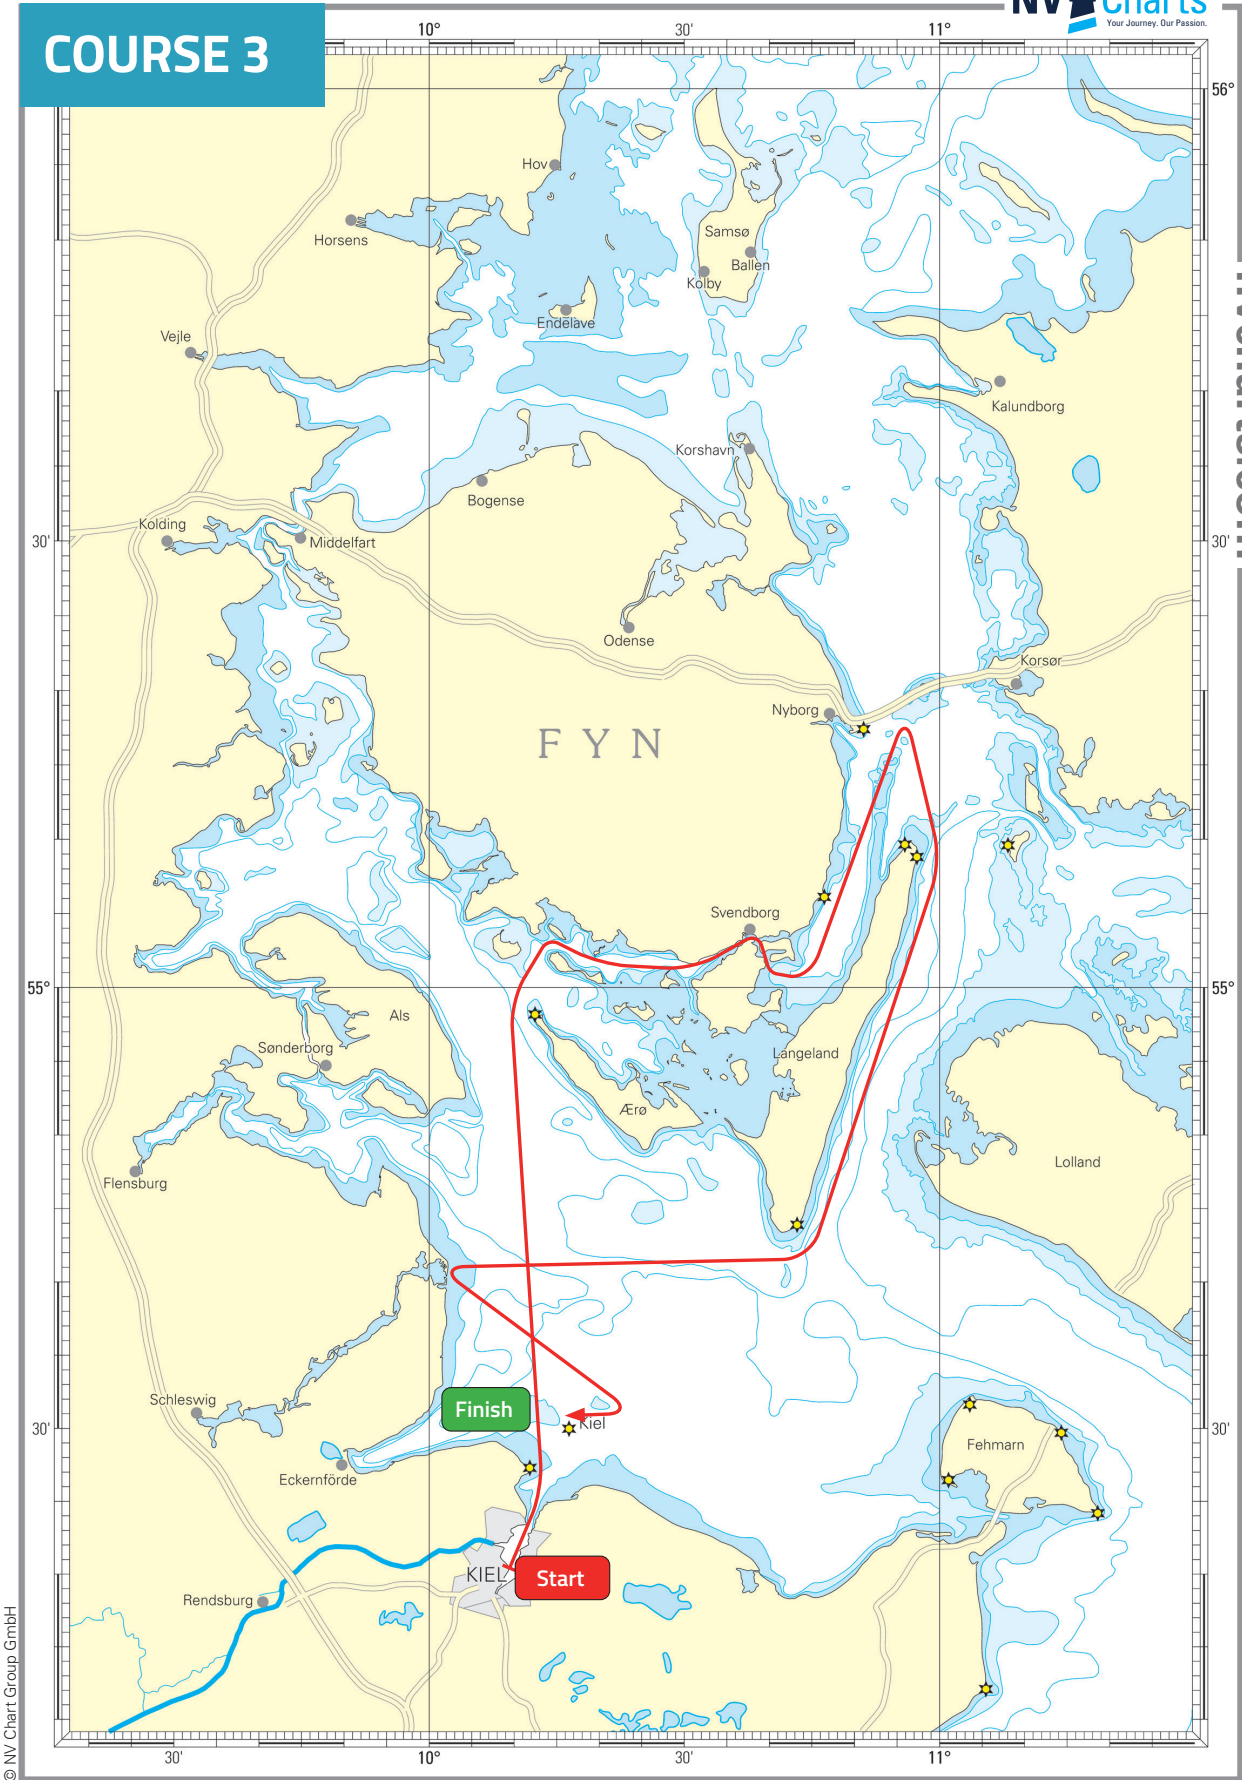 NV Charts
Your Journey. Our Passion.
COURSE 3
10°
30'
11°
56°
Hov
Horsens
Samsø
Ballen
Kolby
Endelave
Vejle
Kalundborg
Korshavn
Bogense
Kolding
30'
Middelfart
30'
Odense
Korsør
Nyborg
FYN
Svendborg
55°
55°
Als
Sønderborg
Langeland
Ærø
Lolland
Flensburg
Schleswig
Finish
Kiel
30'
30'
Fehmarn
Eckernförde
KIEL
Start
Rendsburg
30'
10°
30'
11°
© NV Chart Group GmbH